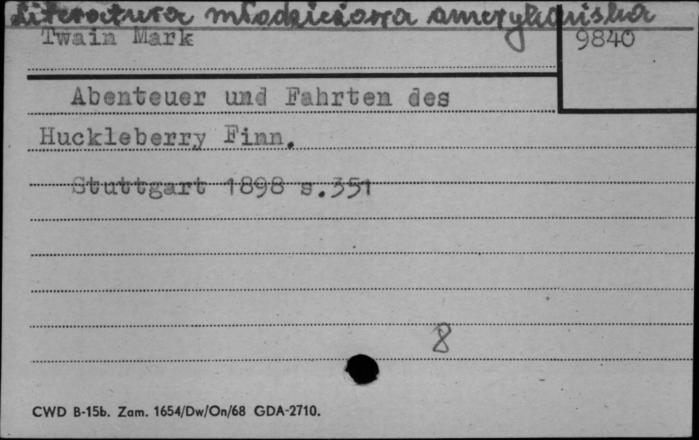 Literatura młodzieżowa amerykańska
Twain Mark
9840
Abenteuer und Fahrten des
Huckleberry Finn.
Stuttgart 1898 s.351
8
CWD B-15b. Zam. 1654/Dw/On/68 GDA-2710.